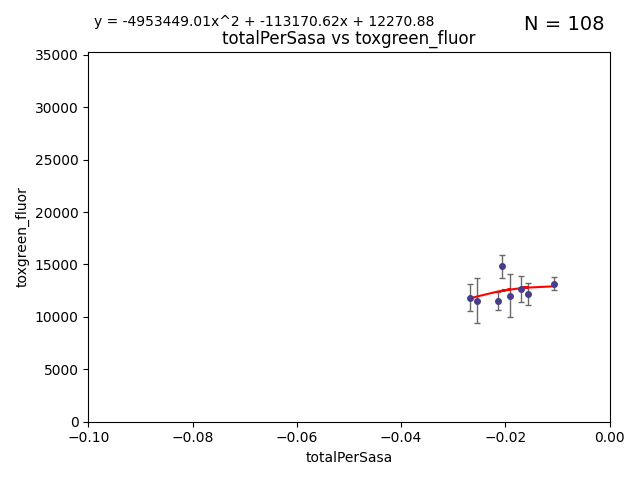 y = -4953449.01x^2 + -113170.62x + 12270.88
N = 108
totalPerSasa vs toxgreen_fluor
35000
30000
25000
20000
15000
10000
5000
0
toxgreen_fluor
−0.10 −0.08 −0.06 −0.04 −0.02 0.00
totalPerSasa